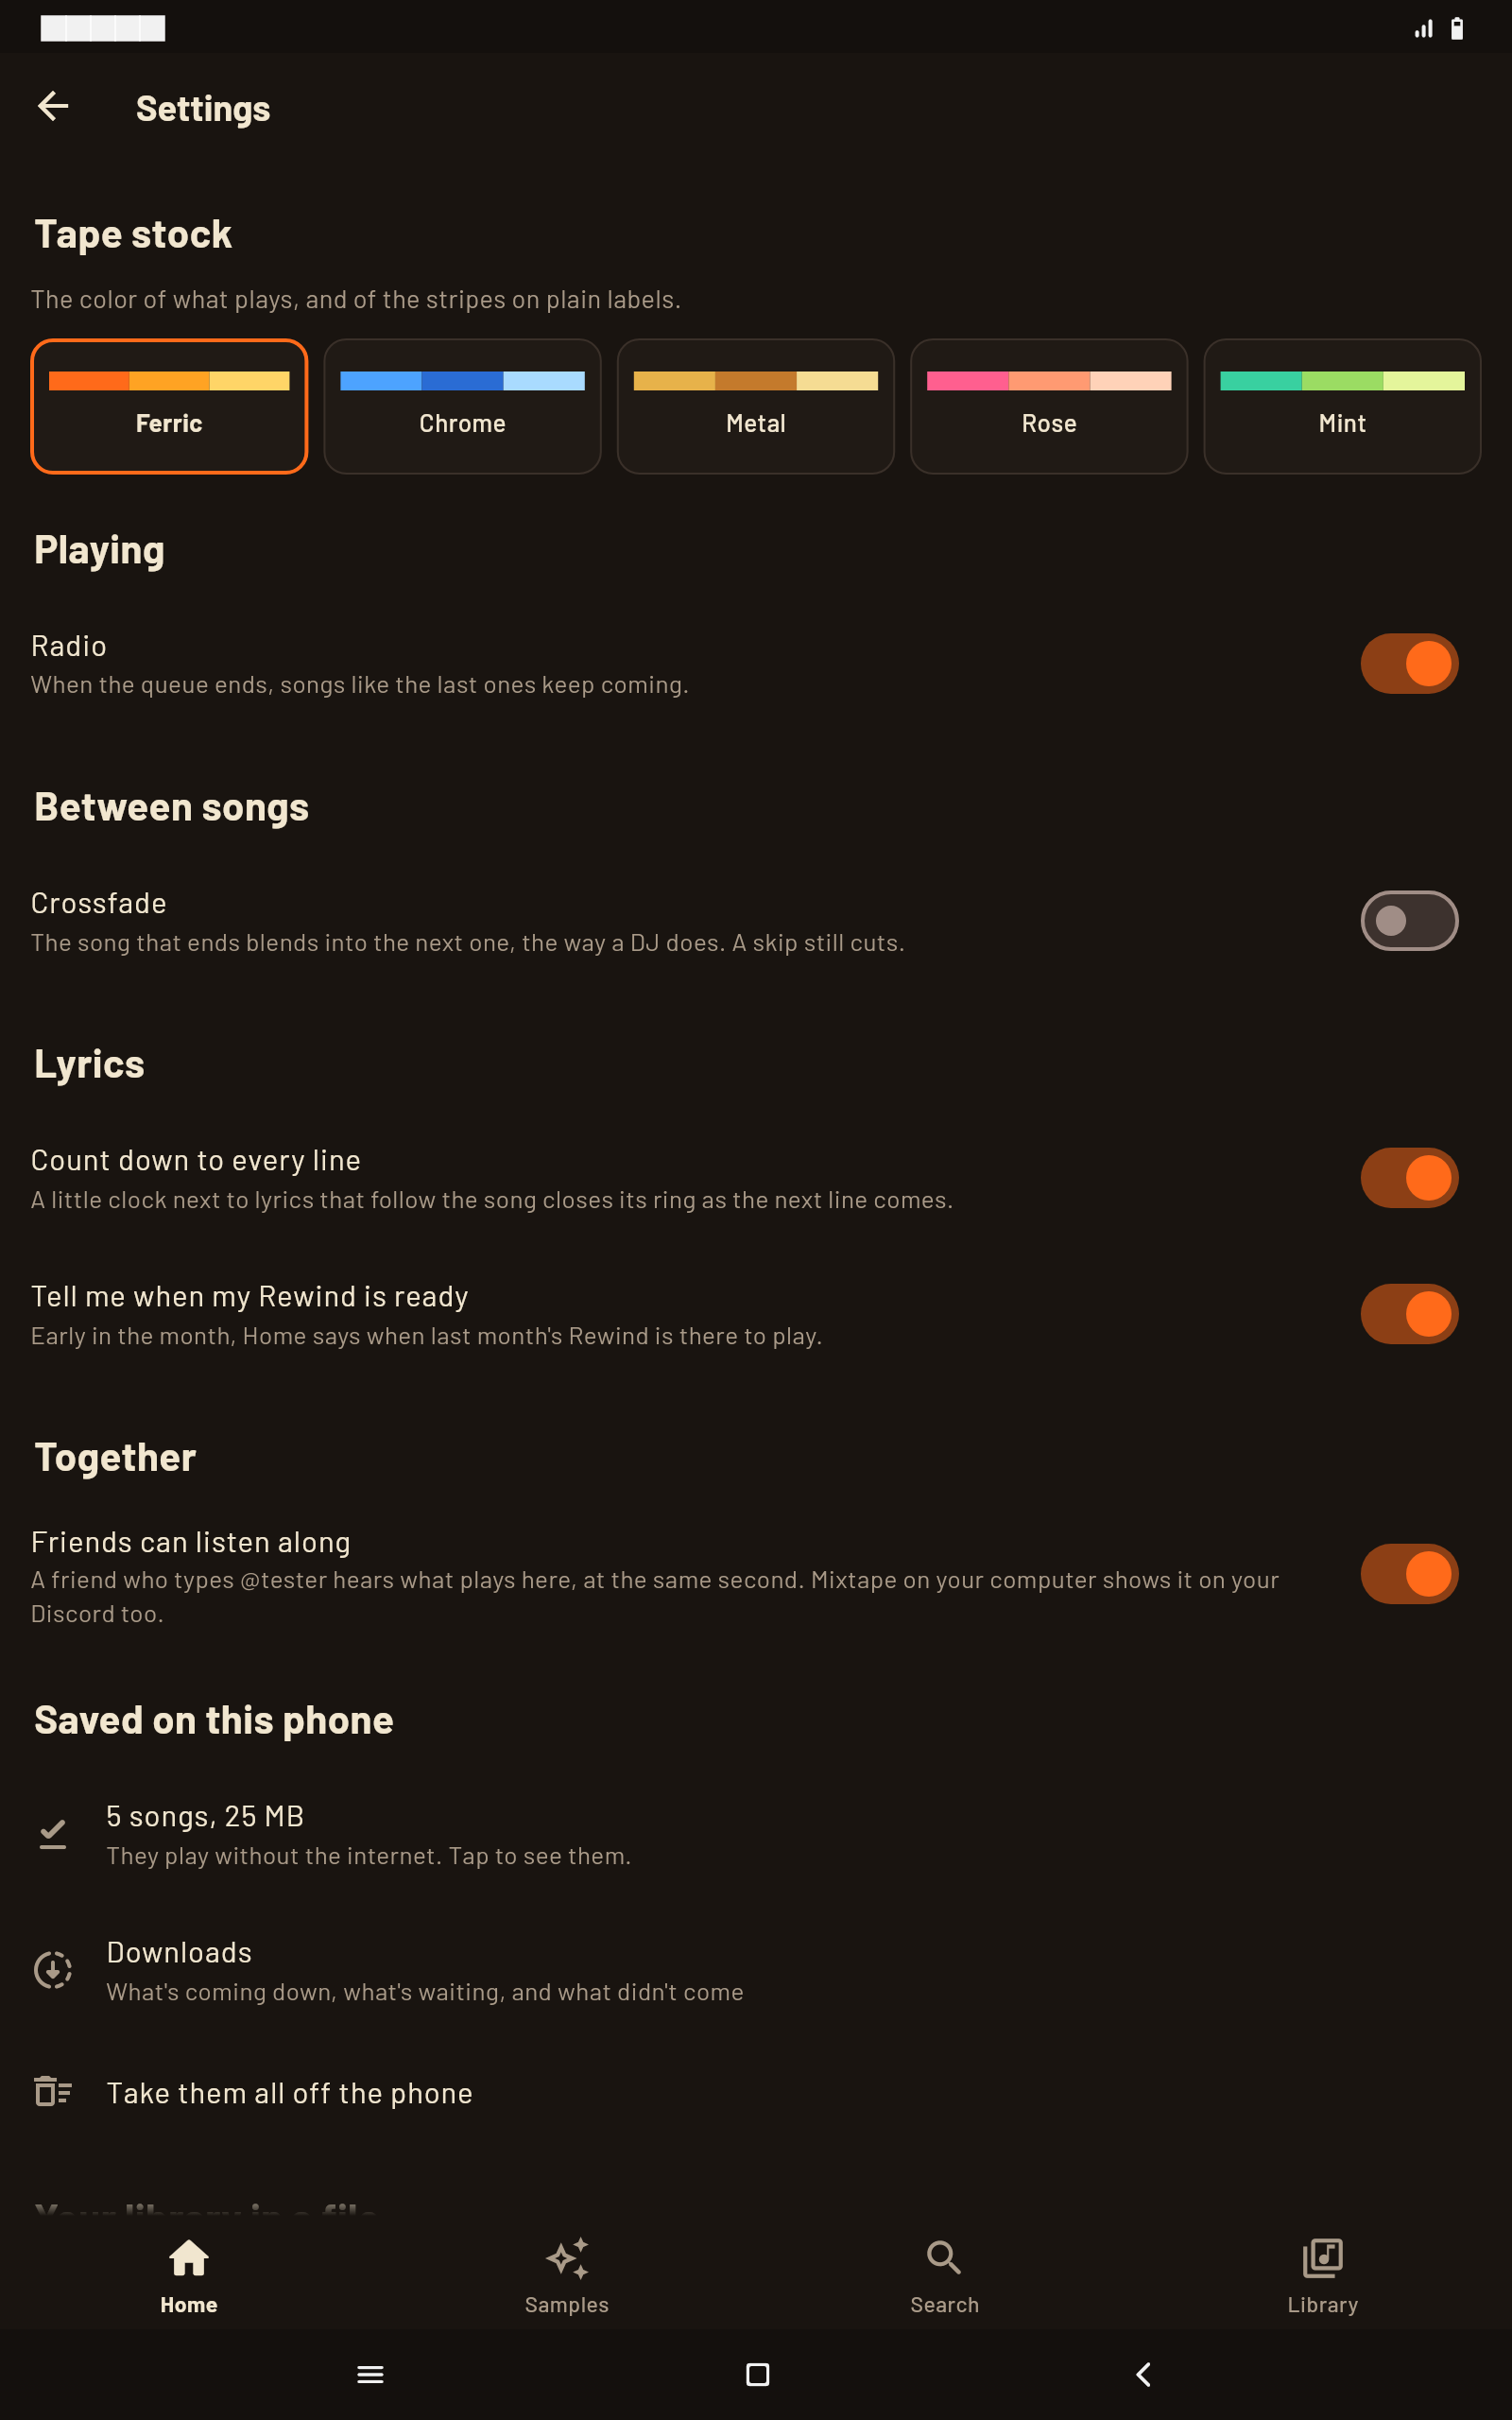 Settings
Tape stock
The color of what plays, and of the stripes on plain labels.
Ferric
Chrome
Metal
Rose
Mint
Playing
Radio
When the queue ends, songs like the last ones keep coming.
Between songs
Crossfade
The song that ends blends into the next one, the way a DJ does. A skip still cuts.
Lyrics
Count down to every line
A little clock next to lyrics that follow the song closes its ring as the next line comes.
Tell me when my Rewind is ready
Early in the month, Home says when last month's Rewind is there to play.
Together
Friends can listen along
A friend who types @tester hears what plays here, at the same second. Mixtape on your computer shows it on your
Discord too.
Saved on this phone
5 songs, 25 MB
They play without the internet. Tap to see them.
Downloads
What's coming down, what's waiting, and what didn't come
Take them all off the phone
Your library in a file
Home
Samples
Search
Library